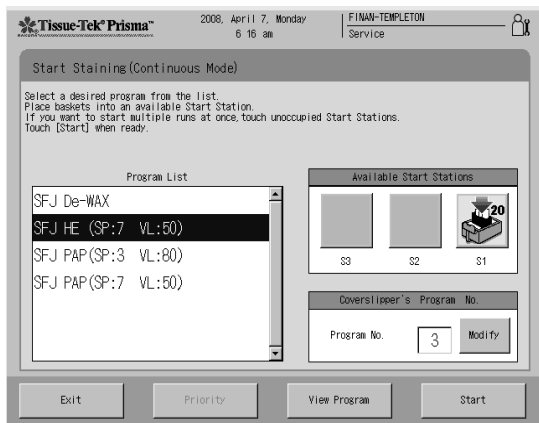 Tissue-Tek® Prisma™
2008, April 7, Monday
6 16 am
FINAN-TEMPLETON
Service
Start Staining(Continuous Mode)
Select a desired program from the list.
Place baskets into an available Start Station.
If you want to start multiple runs at once, touch unoccupied Start Stations.
Touch [Start] when ready.
Program List
SFJ De-WAX
SFJ HE (SP:7 VL:50)
SFJ PAP(SP:3 VL:80)
SFJ PAP(SP:7 VL:50)
Available Start Stations
20
S3 S2 S1
Coverslipper's Program No.
Program No. 3 Modify
Exit Priority View Program Start